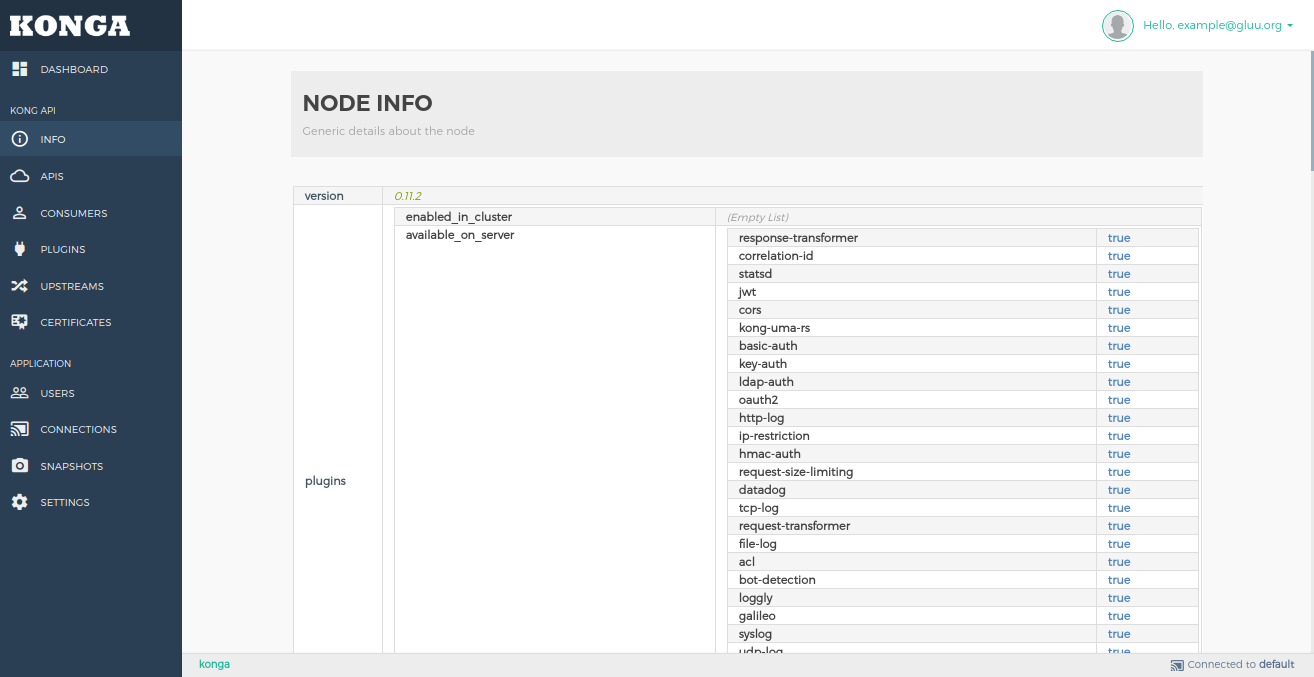 KONGA
Hello, example@gluu.org
DASHBOARD
KONG API
INFO
APIS
CONSUMERS
PLUGINS
UPSTREAMS
CERTIFICATES
APPLICATION
USERS
CONNECTIONS
SNAPSHOTS
SETTINGS
NODE INFO
Generic details about the node
version 0.11.2
plugins
enabled_in_cluster (Empty List)
available_on_server
response-transformer true
correlation-id true
statsd true
jwt true
cors true
kong-uma-rs true
basic-auth true
key-auth true
ldap-auth true
oauth2 true
http-log true
ip-restriction true
hmac-auth true
request-size-limiting true
datadog true
tcp-log true
request-transformer true
file-log true
acl true
bot-detection true
loggly true
galileo true
syslog true
udp-log true
konga
Connected to default